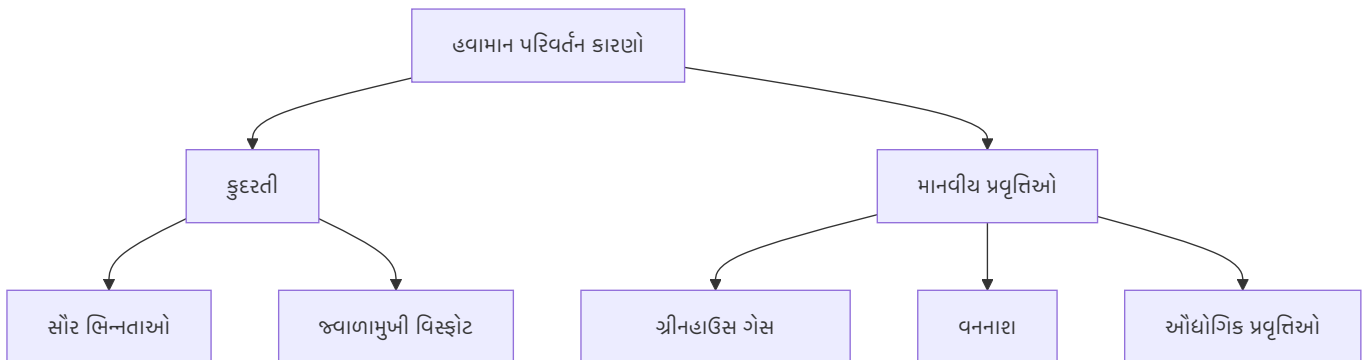 હવામાન પરિવર્તન કારણો
કુદરતી
માનવીય પ્રવૃત્તિઓ
સૌર ભિન્નતાઓ
જ્વાળામુખી વિસ્ફોટ
ગ્રીનહાઉસ ગેસ
વનનાશ
ઔદ્યોગિક પ્રવૃત્તિઓ